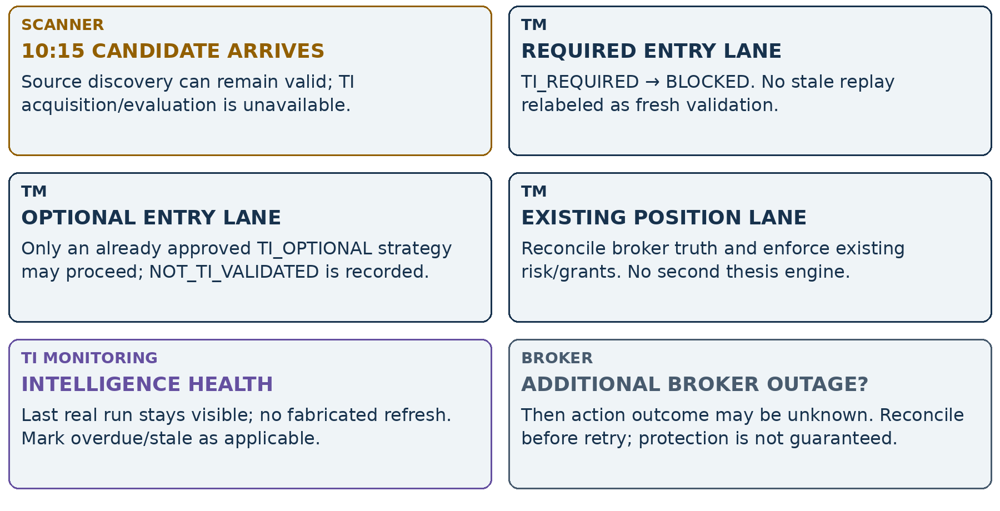 SCANNER
10:15 CANDIDATE ARRIVES
Source discovery can remain valid; TI
acquisition/evaluation is unavailable.
TM
REQUIRED ENTRY LANE
TI_REQUIRED → BLOCKED. No stale replay
relabeled as fresh validation.
TM
OPTIONAL ENTRY LANE
Only an already approved TI_OPTIONAL strategy
may proceed; NOT_TI_VALIDATED is recorded.
TM
EXISTING POSITION LANE
Reconcile broker truth and enforce existing
risk/grants. No second thesis engine.
TI MONITORING
INTELLIGENCE HEALTH
Last real run stays visible; no fabricated refresh.
Mark overdue/stale as applicable.
BROKER
ADDITIONAL BROKER OUTAGE?
Then action outcome may be unknown. Reconcile
before retry; protection is not guaranteed.